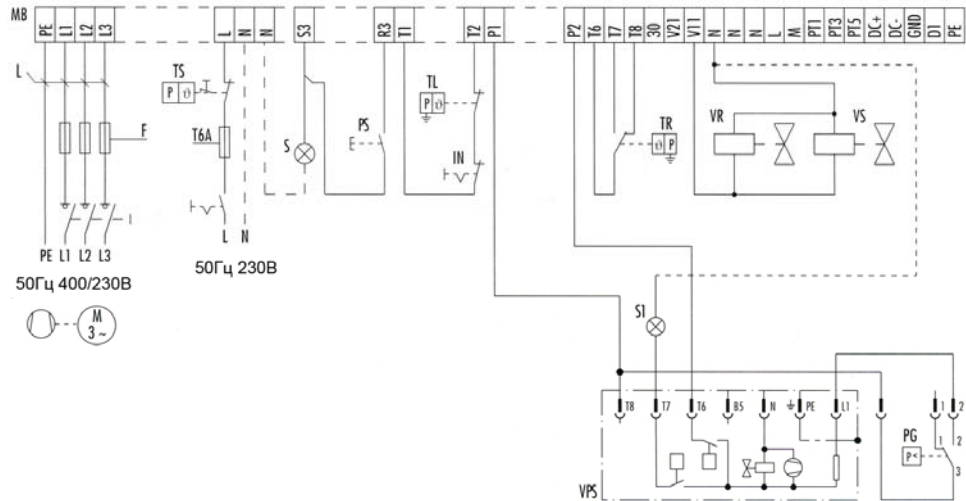 MB PE L1 L2 L3 L N N S3 R3 T1 T2 P1 P2 T6 T7 T8 30 V21 V11 N N N L M PT1 PT3 PT5 DC+ DC- GND D1 PE
L
TS
P ϑ
TL
P ϑ
T6A
F
S
PS
IN
TR
ϑ P
VR
VS
PE L1 L2 L3
L N
50Гц 400/230В
50Гц 230В
M
3 ~
S1
T8 T7 T6 B5 N PE L1 1 2
PG
P<
1 2
3
VPS